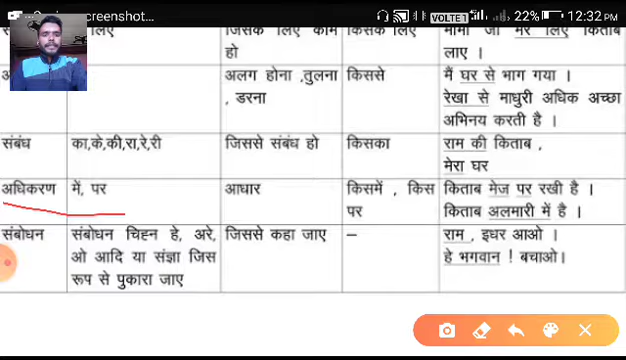 screenshot... VOLTE 1 22% 12:32 PM
लिए जिसके लिए काम हो किसके लिए मामा जी मेरे लिए किताब लाए ।
अलग होना ,तुलना किससे मैं घर से भाग गया ।
, डरना रेखा से माधुरी अधिक अच्छा
अभिनय करती है ।
संबंध का,के,की,रा,रे,री जिससे संबंध हो किसका राम की किताब ,
मेरा घर
अधिकरण में, पर आधार किसमें , किस किताब मेज पर रखी है ।
पर किताब अलमारी में है ।
संबोधन संबोधन चिह्न हे, अरे, जिससे कहा जाए – राम , इधर आओ ।
ओ आदि या संज्ञा जिस हे भगवान ! बचाओ।
रूप से पुकारा जाए